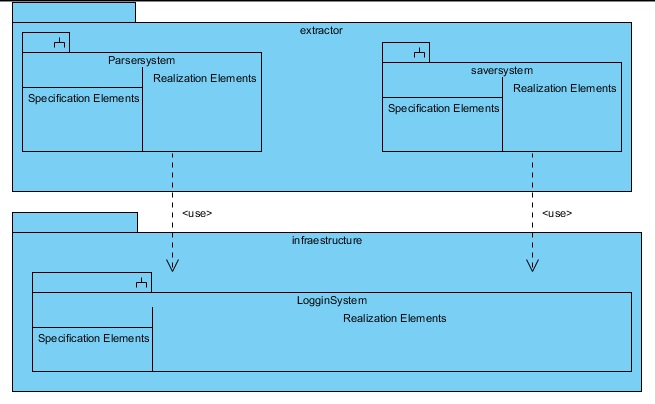 extractor
Parsersystem
Realization Elements
Specification Elements
saversystem
Realization Elements
Specification Elements
<use>
<use>
infraestructure
LogginSystem
Realization Elements
Specification Elements